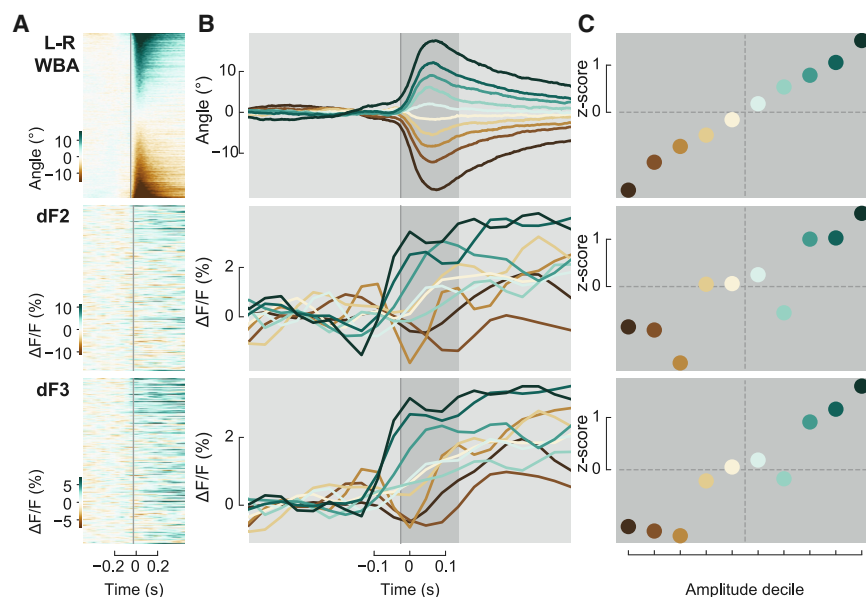 A
B
C
L-R
WBA
Angle (°)
10
0
−10
Angle (°)
10
0
−10
z-score
1
0
dF2
ΔF/F (%)
10
0
−10
ΔF/F (%)
2
0
z-score
1
0
dF3
ΔF/F (%)
5
0
−5
ΔF/F (%)
2
0
z-score
1
0
−0.2 0 0.2
Time (s)
−0.1 0 0.1
Time (s)
Amplitude decile